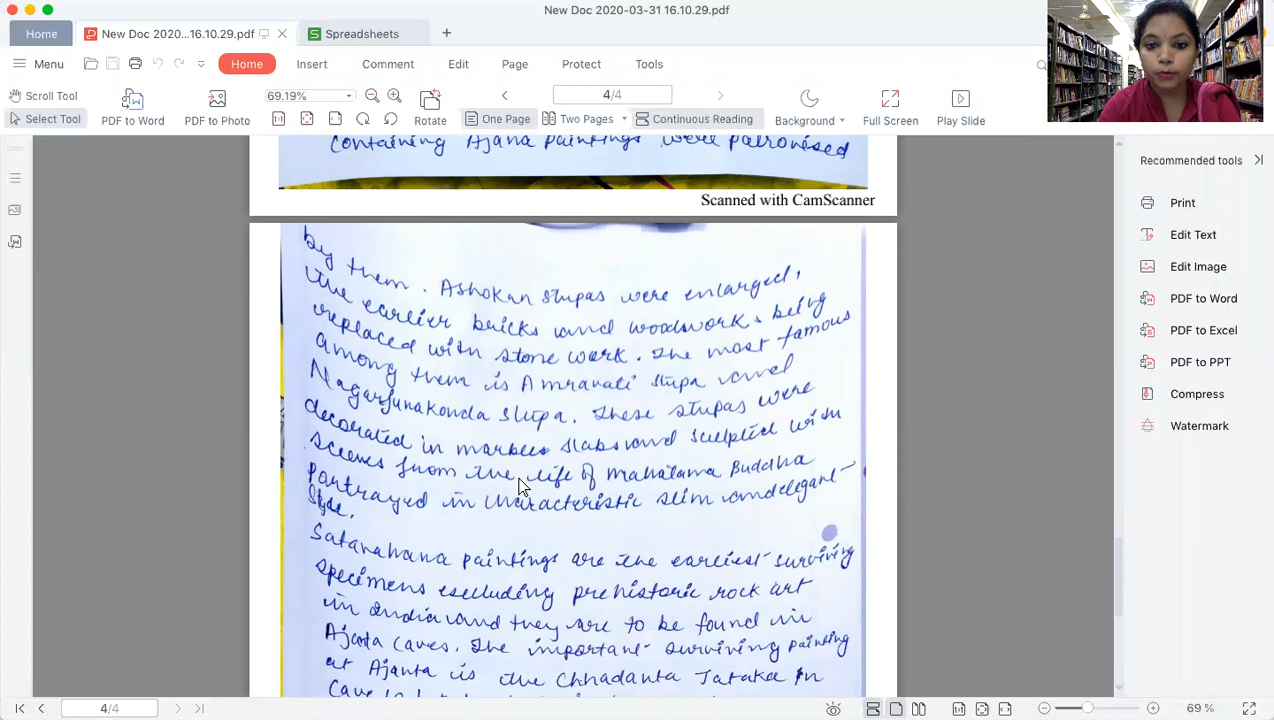 New Doc 2020-03-31 16.10.29.pdf
Home
New Doc 2020...16.10.29.pdf
Spreadsheets
Menu
Home
Insert
Comment
Edit
Page
Protect
Tools
Scroll Tool
Select Tool
PDF to Word
PDF to Photo
69.19%
Rotate
4/4
One Page
Two Pages
Continuous Reading
Background
Full Screen
Play Slide
containing Ajana paintings were patronised
Scanned with CamScanner
by them. Ashokan stupas were enlarged,
the earlier bricks and woodswork being
replaced with stone work. The most famous
among them is Amravati stupa and
Nagarjunakonda stupa. These stupas were
decorated in slabs and sculpted with
scenes from the life of Mahatama Buddha
portrayed in characteristic slim and elegant
style.
Satanahana paintings are the earliest surviving
specimens excluding prehistoric rock art
in India and they are to be found in
Ajanta caves. The important surviving painting
at Ajanta is the Chhadanta Jataka in
Recommended tools
Print
Edit Text
Edit Image
PDF to Word
PDF to Excel
PDF to PPT
Compress
Watermark
4/4
69 %